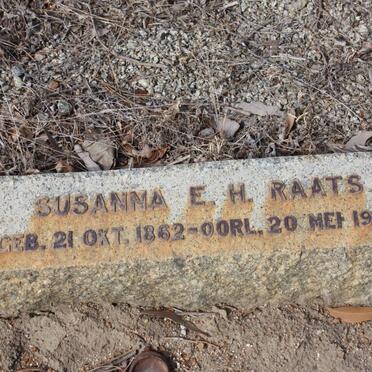 SUSANNA E. H. RAATS
GEB. 21 OKT. 1862-OORL. 20 MEI 19